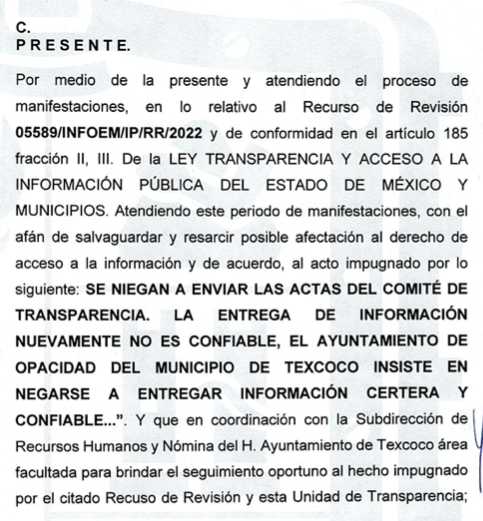 C.
P R E S E N T E.
Por medio de la presente y atendiendo el proceso de
manifestaciones, en lo relativo al Recurso de Revisión
05589/INFOEM/IP/RR/2022 y de conformidad en el artículo 185
fracción II, III. De la LEY TRANSPARENCIA Y ACCESO A LA
INFORMACIÓN PÚBLICA DEL ESTADO DE MÉXICO Y
MUNICIPIOS. Atendiendo este periodo de manifestaciones, con el
afán de salvaguardar y resarcir posible afectación al derecho de
acceso a la información y de acuerdo, al acto impugnado por lo
siguiente: SE NIEGAN A ENVIAR LAS ACTAS DEL COMITÉ DE
TRANSPARENCIA. LA ENTREGA DE INFORMACIÓN
NUEVAMENTE NO ES CONFIABLE, EL AYUNTAMIENTO DE
OPACIDAD DEL MUNICIPIO DE TEXCOCO INSISTE EN
NEGARSE A ENTREGAR INFORMACIÓN CERTERA Y
CONFIABLE...". Y que en coordinación con la Subdirección de
Recursos Humanos y Nómina del H. Ayuntamiento de Texcoco área
facultada para brindar el seguimiento oportuno al hecho impugnado
por el citado Recuso de Revisión y esta Unidad de Transparencia;